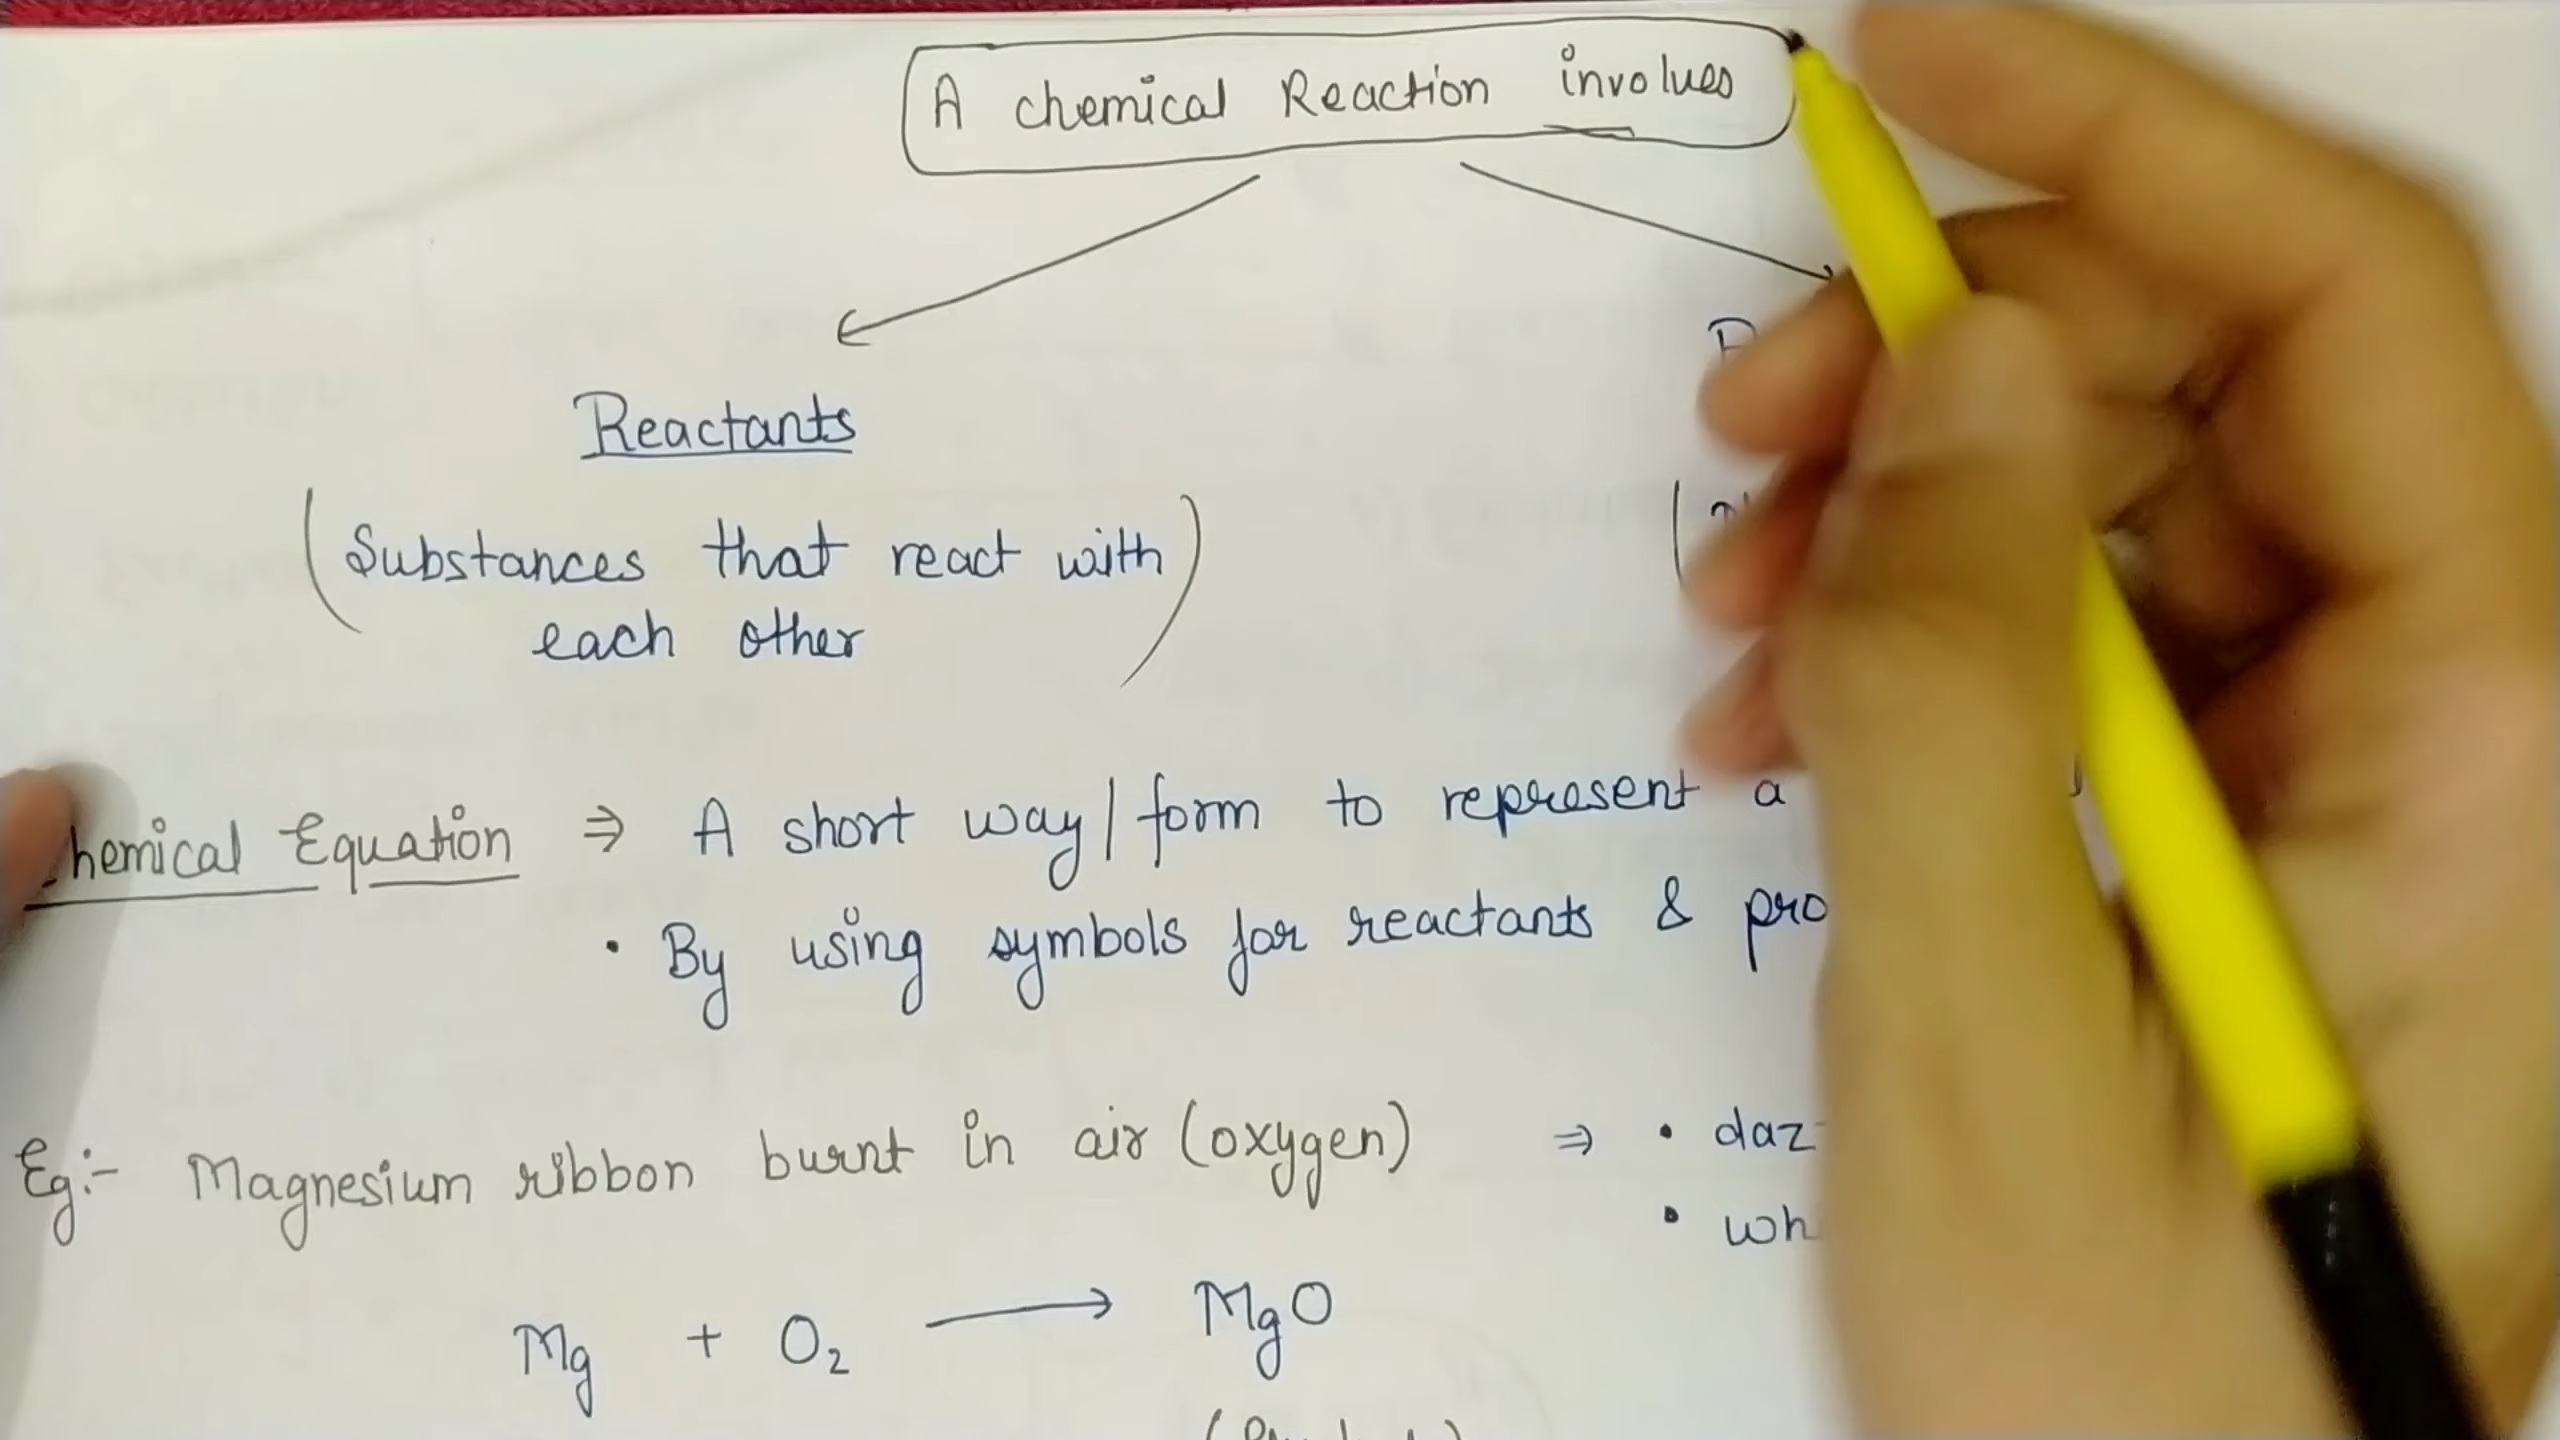 A chemical Reaction involves
Reactants
(Substances that react with
each other)
Chemical Equation ⇒ A short way/form to represent a
• By using symbols for reactants & pro
Eg:- Magnesium ribbon burnt in air (oxygen) ⇒ • daz
• wh
Mg + O₂ ⟶ MgO